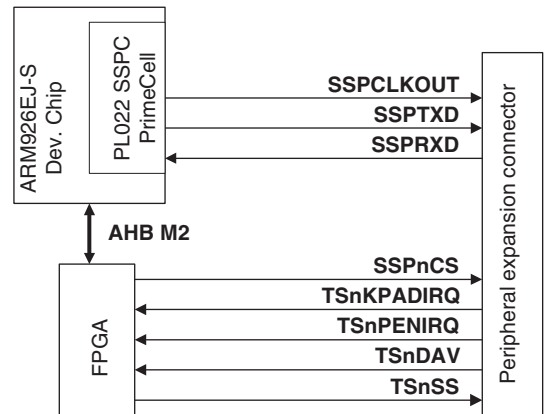 ARM926EJ-S
Dev. Chip
PL022 SSPC
PrimeCell
SSPCLKOUT
SSPTXD
SSPRXD
AHB M2
FPGA
SSPnCS
TSnKPADIRQ
TSnPENIRQ
TSnDAV
TSnSS
Peripheral expansion connector